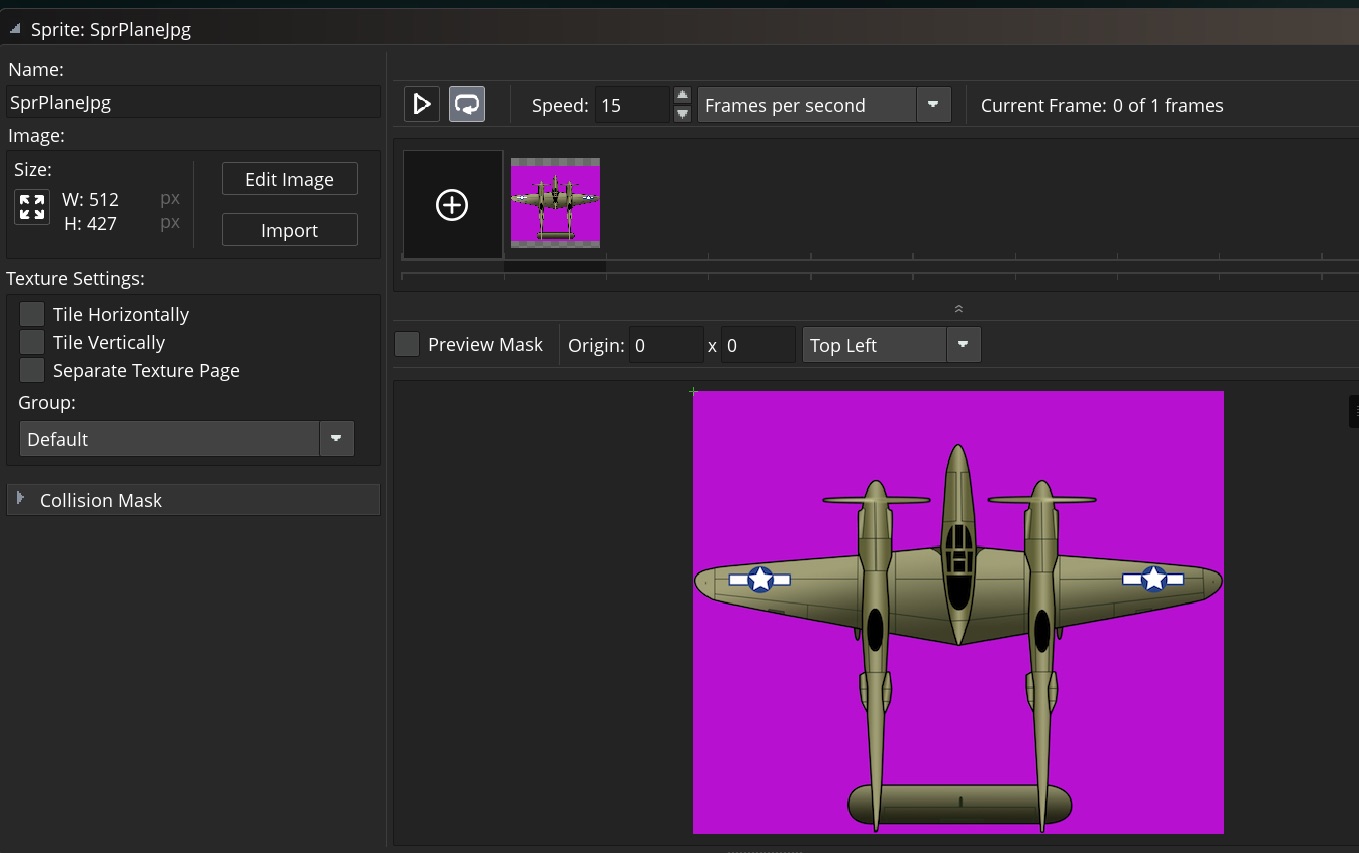 Sprite: SprPlaneJpg
Name:
SprPlaneJpg
Image:
Size:
W: 512 px
H: 427 px
Edit Image
Import
Texture Settings:
Tile Horizontally
Tile Vertically
Separate Texture Page
Group:
Default
Collision Mask
Speed: 15 Frames per second Current Frame: 0 of 1 frames
Preview Mask Origin: 0 x 0 Top Left